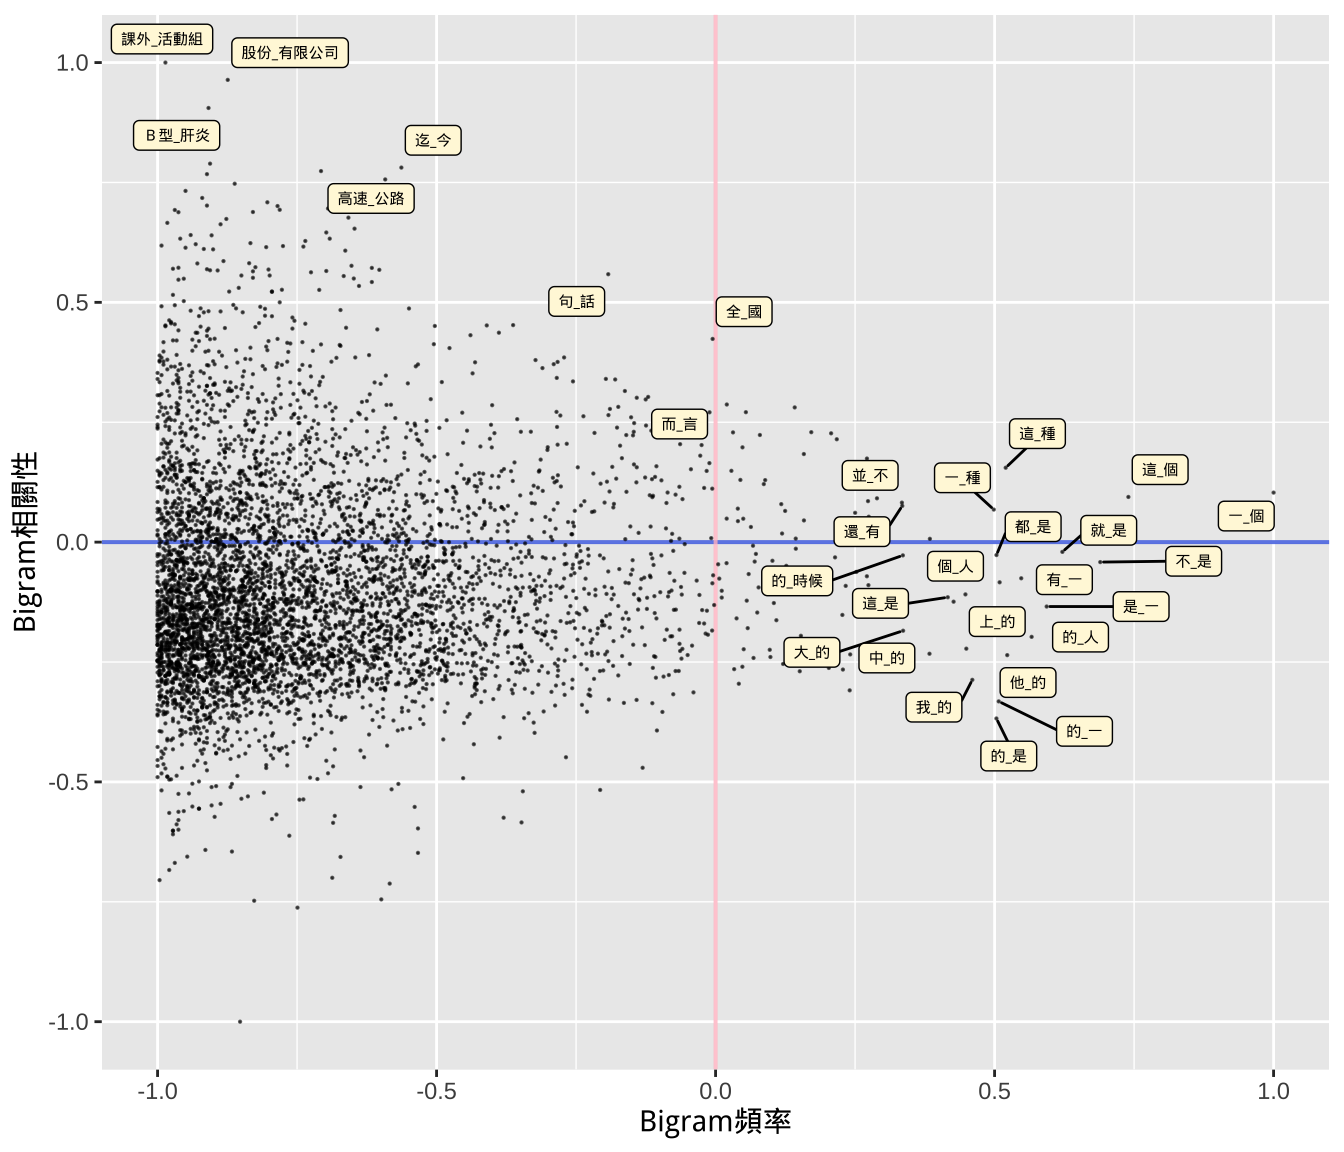 課外_活動組
股份_有限公司
B型_肝炎
迄_今
高速_公路
句_話
全_國
而_言
這_種
並_不
一_種
這_個
一_個
還_有
都_是
就_是
的_時候
個_人
不_是
有_一
這_是
是_一
上_的
的_人
大_的
中_的
他_的
我_的
的_一
的_是
1.0
0.5
0.0
-0.5
-1.0
Bigram相關性
-1.0
-0.5
0.0
0.5
1.0
Bigram頻率